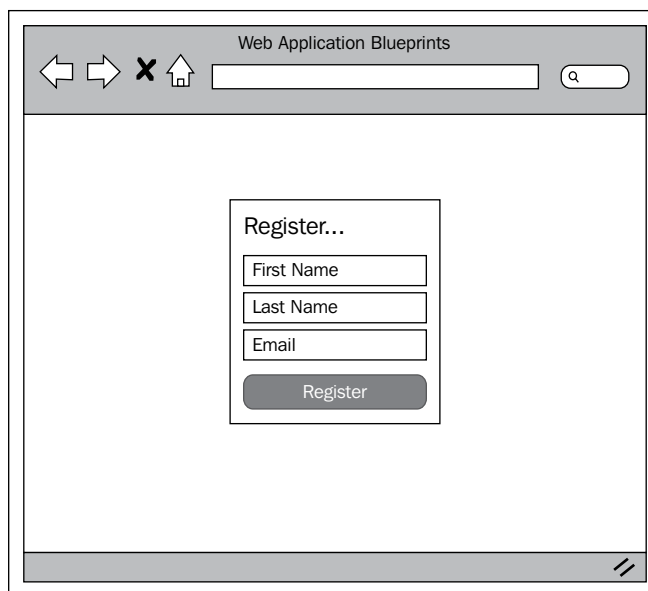 Web Application Blueprints
Register...
First Name
Last Name
Email
Register